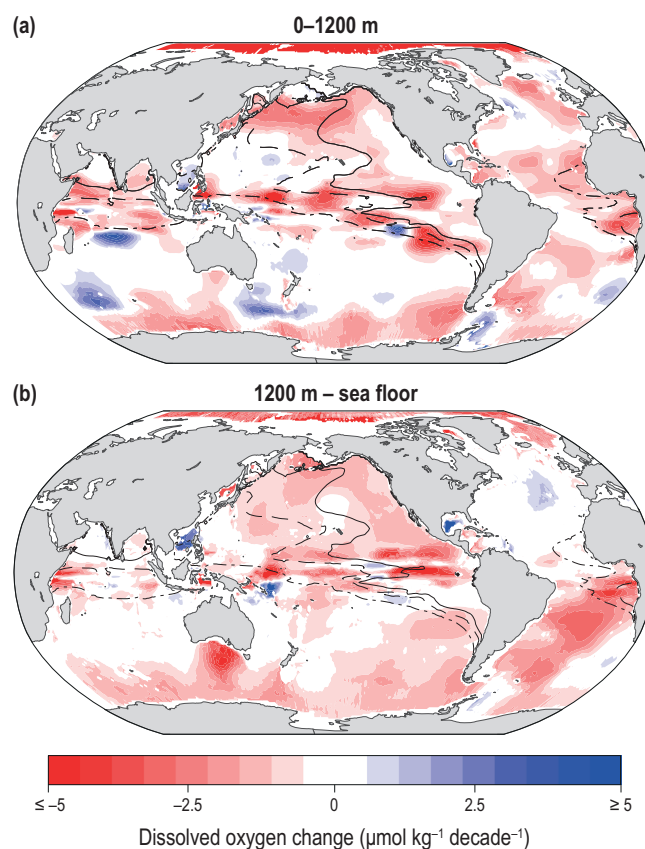 (a)
0–1200 m
(b)
1200 m – sea floor
≤ –5
–2.5
0
2.5
≥ 5
Dissolved oxygen change (μmol kg⁻¹ decade⁻¹)